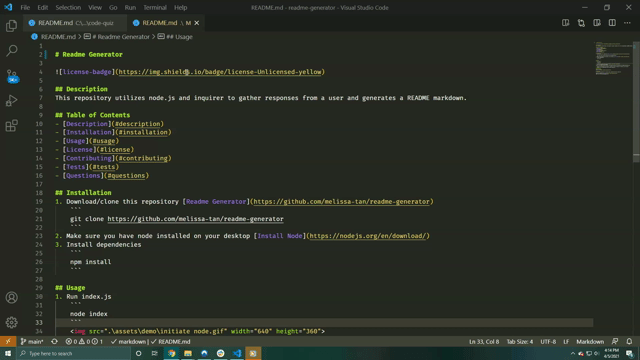 File Edit Selection View Go Run Terminal Help
README.md - readme-generator - Visual Studio Code
README.md C:\...\code-quiz
README.md .\ M
README.md > # Readme Generator > ## Usage
1
2 # Readme Generator
3
4 ![license-badge](https://img.shields.io/badge/license-Unlicensed-yellow)
5
6 ## Description
7 This repository utilizes node.js and inquirer to gather responses from a user and generates a README markdown.
8
9 ## Table of Contents
10 - [Description](#description)
11 - [Installation](#installation)
12 - [Usage](#usage)
13 - [License](#license)
14 - [Contributing](#contributing)
15 - [Tests](#tests)
16 - [Questions](#questions)
17
18 ## Installation
19 1. Download/clone this repository [Readme Generator](https://github.com/melissa-tan/readme-generator)
20 ```
21 git clone https://github.com/melissa-tan/readme-generator
22 ```
23 2. Make sure you have node installed on your desktop [Install Node](https://nodejs.org/en/download/)
24 3. Install dependencies
25 ```
26 npm install
27 ```
28
29 ## Usage
30 1. Run index.js
31 ```
32 node index
33 ```
34 <img src=".\assets\demo\initiate node.gif" width="640" height="360">
main* 0 1 markdown | README.md
Ln 33, Col 8 Spaces: 4 UTF-8 LF Markdown
Type here to search
4:14 PM
4/5/2021